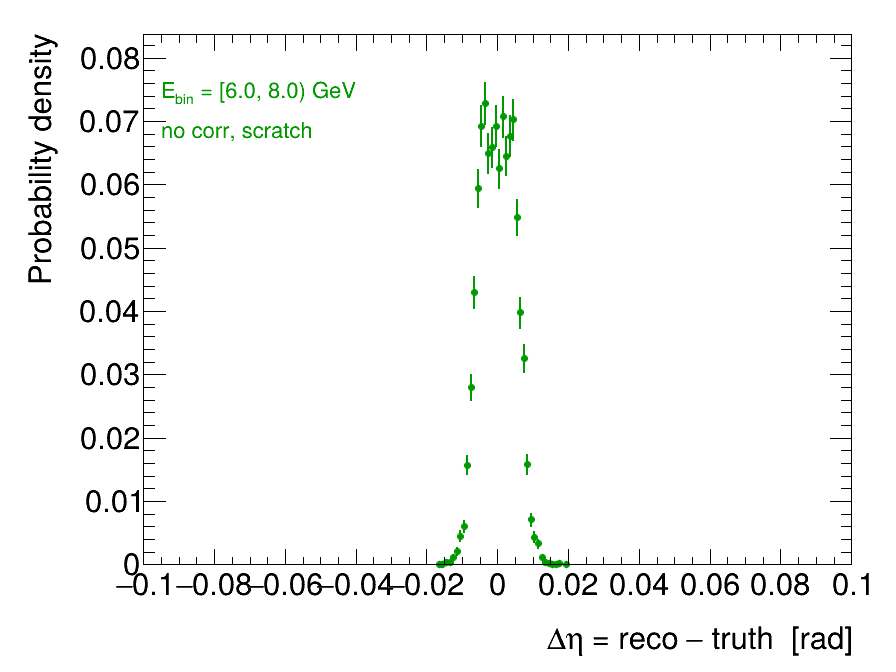 Probability density
0.08
0.07
0.06
0.05
0.04
0.03
0.02
0.01
0
E_bin = [6.0, 8.0) GeV
no corr, scratch
−0.1 −0.08 −0.06 −0.04 −0.02 0 0.02 0.04 0.06 0.08 0.1
Δη = reco − truth [rad]